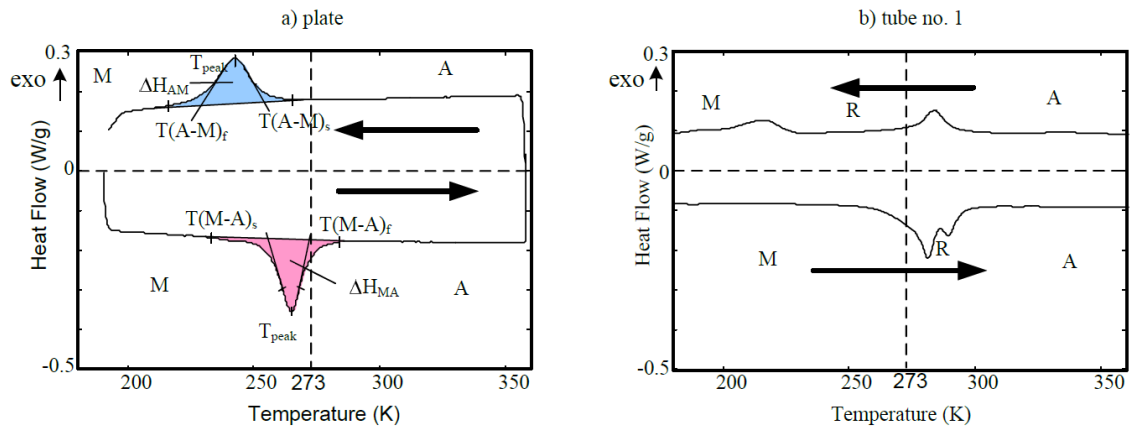 a) plate
0.3
exo
M
T_peak
A
ΔH_AM
T(A-M)_f
T(A-M)_s
0
Heat Flow (W/g)
T(M-A)_s
T(M-A)_f
M
ΔH_MA
A
T_peak
-0.5
200
250
273
300
350
Temperature (K)
b) tube no. 1
0.3
exo
M
R
A
0
Heat Flow (W/g)
M
R
A
-0.5
200
250
273
300
350
Temperature (K)